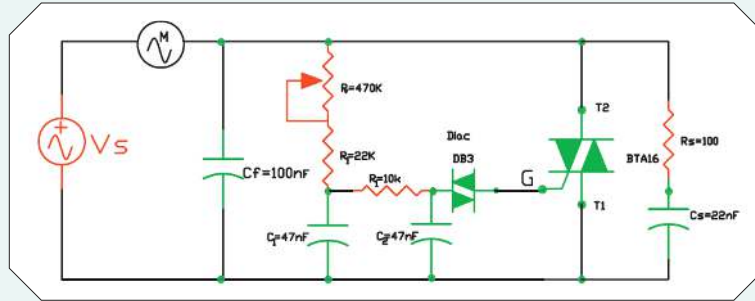 M
Vs
Cf=100nF
R=470K
R1=22K
R1=10k
C1=47nF
C2=47nF
Diac
DB3
G
T2
BTA16
T1
Rs=100
Cs=22nF